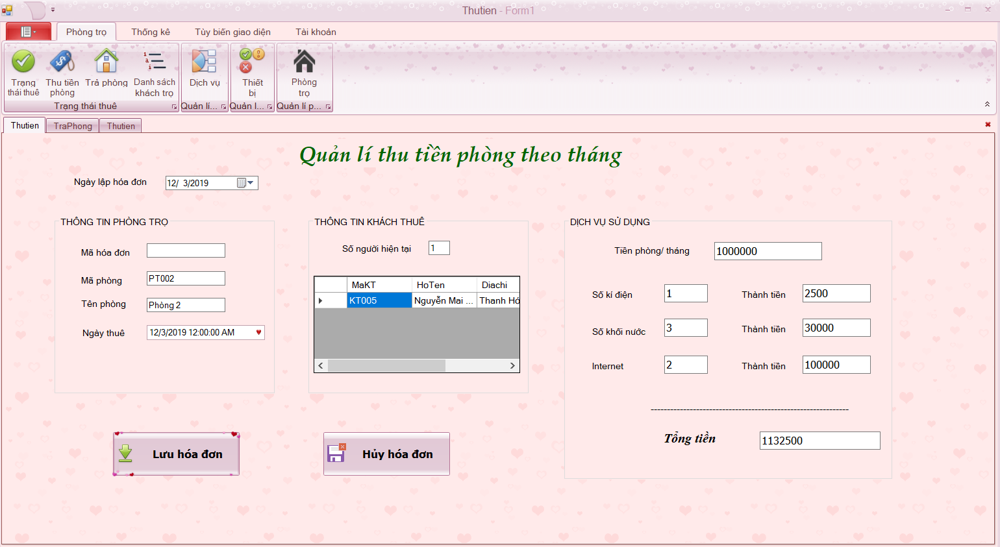 Thutien - Form1
Phòng trọ
Thống kê
Tùy biến giao diện
Tài khoản
Trạng thái thuê
Thu tiền phòng
Trả phòng
Danh sách khách trọ
Dịch vụ
Thiết bị
Phòng trọ
Trạng thái thuê
Quản lí...
Quản l...
Quản lí p...
Thutien
TraPhong
Thutien
Quản lí thu tiền phòng theo tháng
Ngày lập hóa đơn
12/ 3/2019
THÔNG TIN PHÒNG TRỌ
Mã hóa đơn
Mã phòng
PT002
Tên phòng
Phòng 2
Ngày thuê
12/3/2019 12:00:00 AM
THÔNG TIN KHÁCH THUÊ
Số người hiện tại
1
MaKT
HoTen
Diachi
KT005
Nguyễn Mai ...
Thanh Hó
DỊCH VỤ SỬ DỤNG
Tiền phòng/ tháng
1000000
Số kí điện
1
Thành tiền
2500
Số khối nước
3
Thành tiền
30000
Internet
2
Thành tiền
100000
-------------------------------------------------------------
Tổng tiền
1132500
Lưu hóa đơn
Hủy hóa đơn